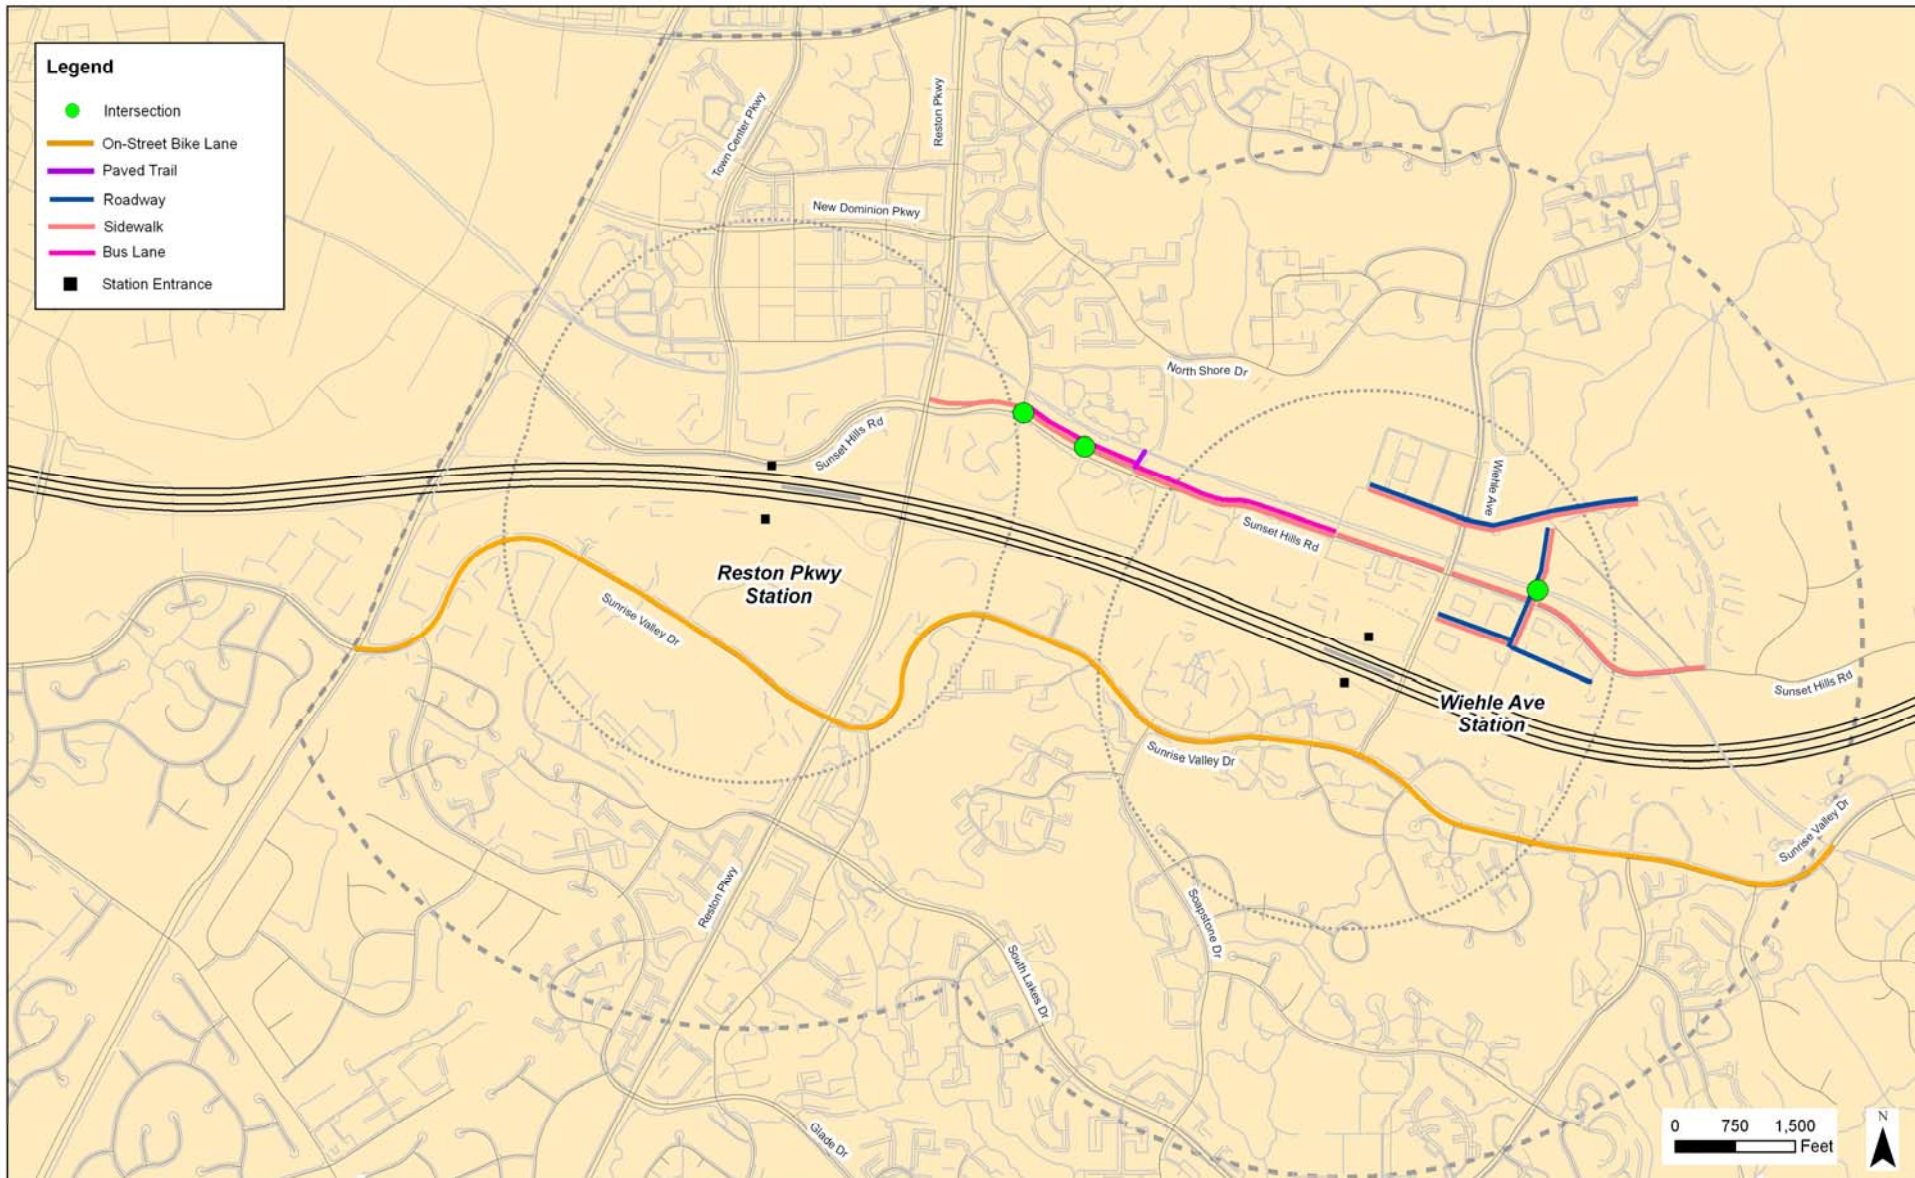 Legend
Intersection
On-Street Bike Lane
Paved Trail
Roadway
Sidewalk
Bus Lane
Station Entrance
Town Center Pkwy
Reston Pkwy
New Dominion Pkwy
North Shore Dr
Sunset Hills Rd
Wiehle Ave
Sunset Hills Rd
Reston Pkwy
Station
Sunrise Valley Dr
Sunset Hills Rd
Wiehle Ave
Station
Sunrise Valley Dr
Sunrise Valley Dr
Reston Pkwy
Soapstone Dr
South Lakes Dr
Glade Dr
0 750 1,500
Feet
N